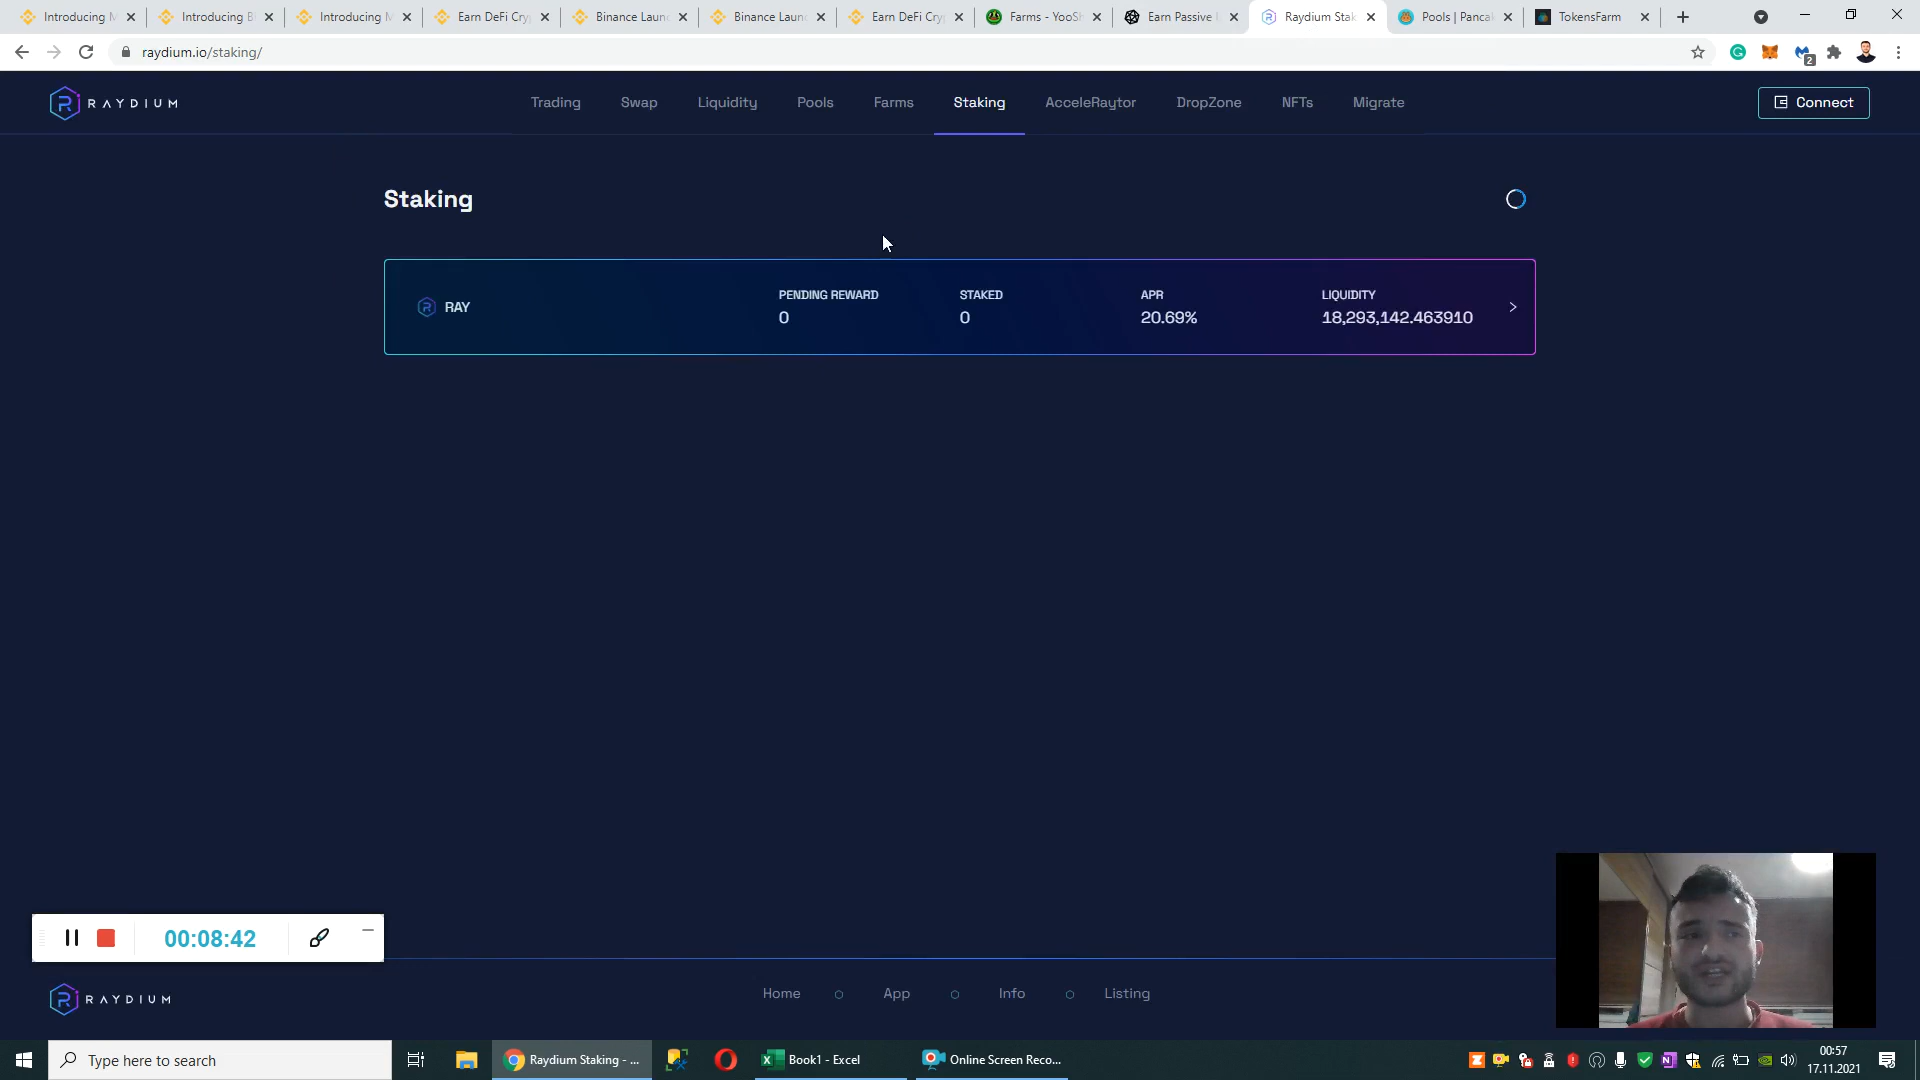 Introducing M
Introducing B
Introducing M
Earn DeFi Cry
Binance Laun
Binance Laun
Earn DeFi Cry
Farms - YooSh
Earn Passive I
Raydium Stak
Pools | Panca
TokensFarm
raydium.io/staking/
2
RAYDIUM
Trading
Swap
Liquidity
Pools
Farms
Staking
AcceleRaytor
DropZone
NFTs
Migrate
Connect
Staking
RAY
PENDING REWARD
0
STAKED
0
APR
20.69%
LIQUIDITY
18,293,142.463910
00:08:42
RAYDIUM
Home
App
Info
Listing
Type here to search
Raydium Staking - ...
Book1 - Excel
Online Screen Reco...
00:57
17.11.2021